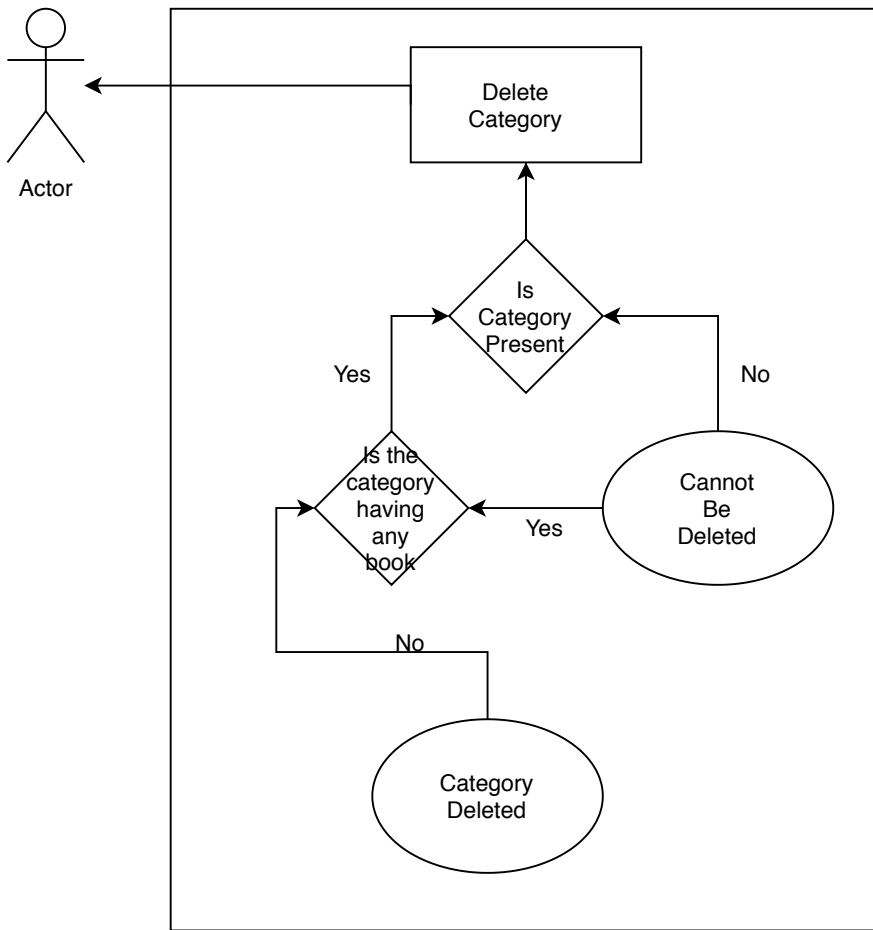 Actor
Delete
Category
Is
Category
Present
Yes
No
Is the
category
having
any
book
Yes
Cannot
Be
Deleted
No
Category
Deleted